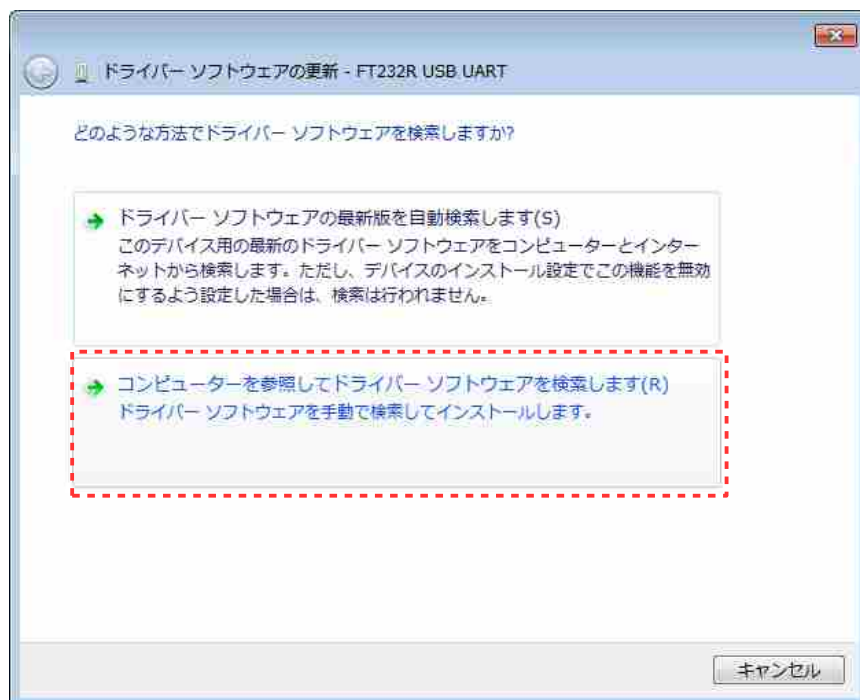 ドライバー ソフトウェアの更新 - FT232R USB UART
どのような方法でドライバー ソフトウェアを検索しますか?
ドライバー ソフトウェアの最新版を自動検索します(S)
このデバイス用の最新のドライバー ソフトウェアをコンピューターとインター
ネットから検索します。ただし、デバイスのインストール設定でこの機能を無効
にするよう設定した場合は、検索は行われません。
コンピューターを参照してドライバー ソフトウェアを検索します(R)
ドライバー ソフトウェアを手動で検索してインストールします。
キャンセル